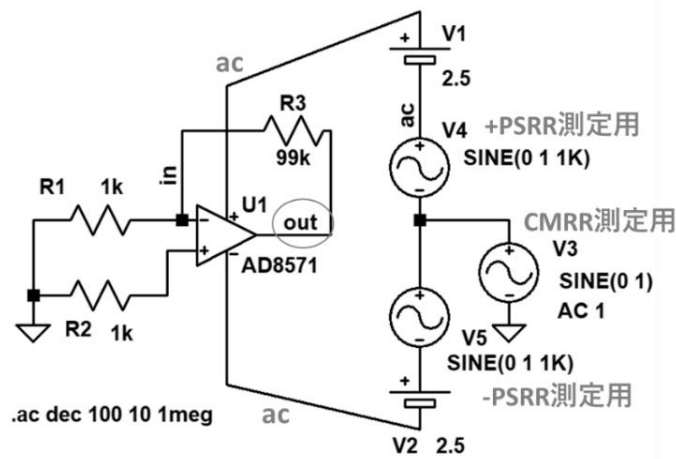 ac
V1
+
2.5
R3
99k
ac
V4
+PSRR測定用
SINE(0 1 1K)
+
−
in
R1 1k
U1
−
+
+
−
out
AD8571
CMRR測定用
V3
SINE(0 1)
AC 1
+
−
R2 1k
+
−
V5
SINE(0 1 1K)
+
-PSRR測定用
.ac dec 100 10 1meg
ac
V2 2.5